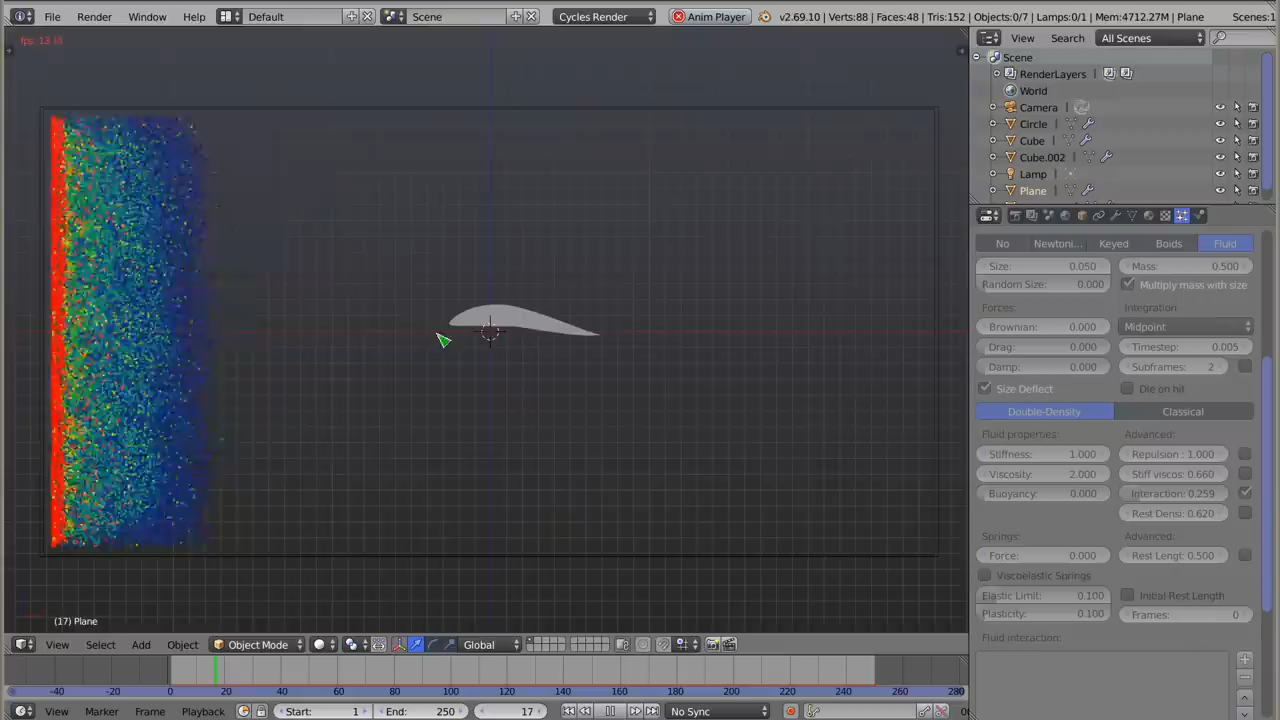 File Render Window Help Default Scene Cycles Render Anim Player v2.69.10 | Verts:88 | Faces:48 | Tris:152 | Objects:0/7 | Lamps:0/1 | Mem:4712.27M | Plane Scenes:1
fps: 13
View Search All Scenes
Scene
RenderLayers
World
Camera
Circle
Cube
Cube.002
Lamp
Plane
No Newtoni... Keyed Boids Fluid
Size: 0.050 Mass: 0.500
Random Size: 0.000 Multiply mass with size
Forces: Integration
Brownian: 0.000 Midpoint
Drag: 0.000 Timestep: 0.005
Damp: 0.000 Subframes: 2
Size Deflect Die on hit
Double-Density Classical
Fluid properties: Advanced:
Stiffness: 1.000 Repulsion : 1.000
Viscosity: 2.000 Stiff viscos: 0.660
Buoyancy: 0.000 Interaction: 0.259
Rest Densi: 0.620
Springs: Advanced:
Force: 0.000 Rest Lengt: 0.500
Viscoelastic Springs
Elastic Limit: 0.100 Initial Rest Length
Plasticity: 0.100 Frames: 0
Fluid interaction:
(17) Plane
View Select Add Object Object Mode Global
-40 -20 0 20 40 60 80 100 120 140 160 180 200 220 240 260 280
View Marker Frame Playback Start: 1 End: 250 17 No Sync